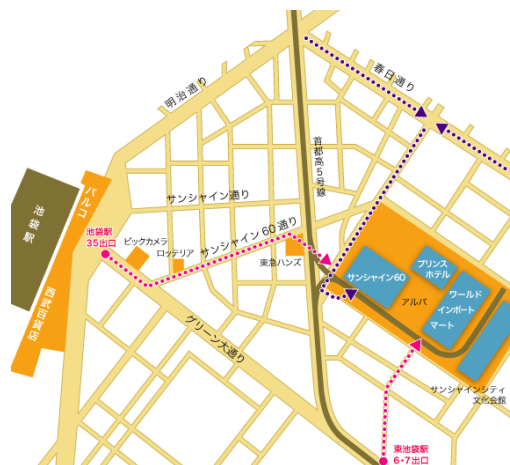 明治通り
春日通り
首都高5号線
パルコ
池袋駅
サンシャイン通り
サンシャイン60通り
池袋駅
35出口
ビックカメラ
ロッテリア
東急ハンズ
西武百貨店
グリーン大通り
サンシャイン60
プリンス
ホテル
アルパ
ワールド
インポート
マート
サンシャインシティ
文化会館
東池袋駅
6・7出口